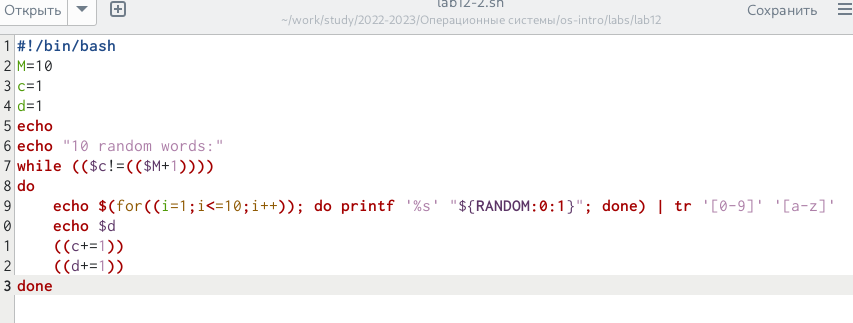 Открыть
lab12-2.sh
~/work/study/2022-2023/Операционные системы/os-intro/labs/lab12
Сохранить
1 #!/bin/bash
2 M=10
3 c=1
4 d=1
5 echo
6 echo "10 random words:"
7 while (($c!=(($M+1))))
8 do
9     echo $(for((i=1;i<=10;i++)); do printf '%s' "${RANDOM:0:1}"; done) | tr '[0-9]' '[a-z]'
0     echo $d
1     ((c+=1))
2     ((d+=1))
3 done